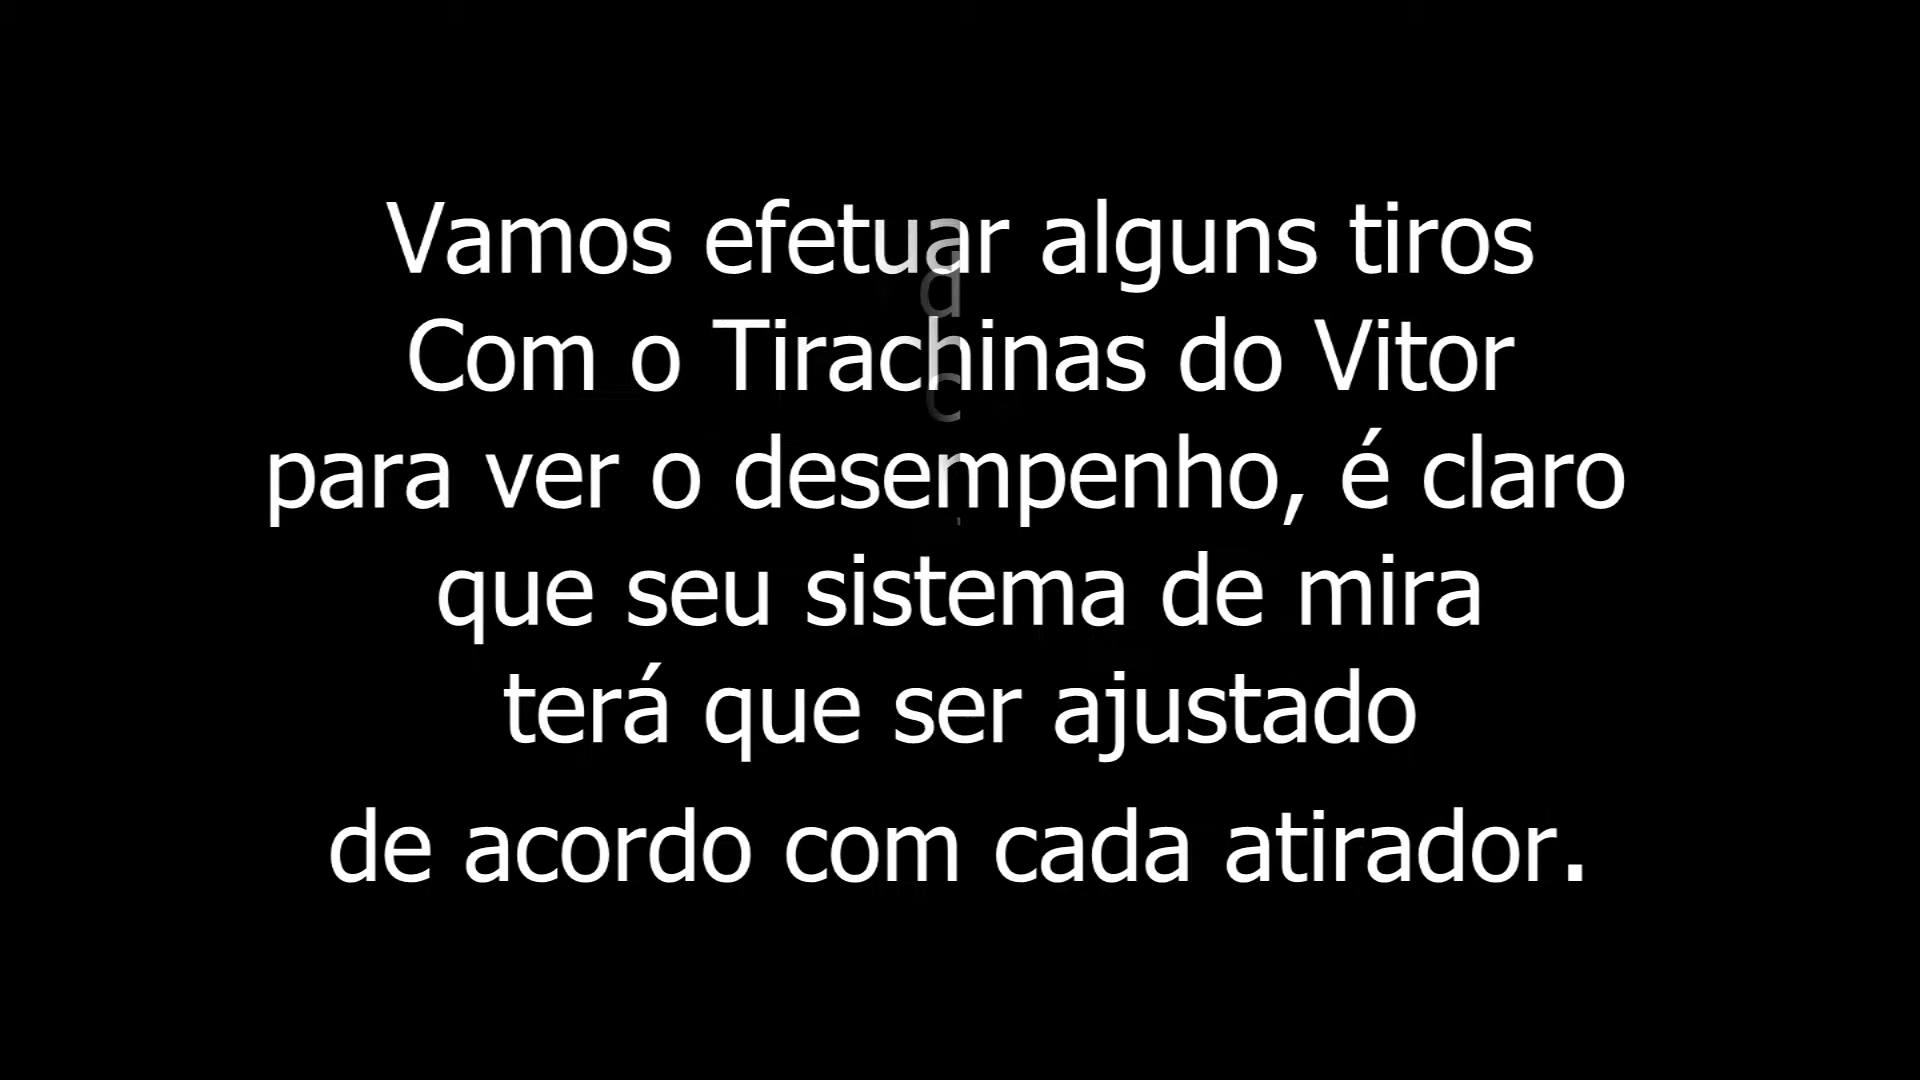 Vamos efetuar alguns tiros
Com o Tirachinas do Vitor
para ver o desempenho, é claro
que seu sistema de mira
terá que ser ajustado
de acordo com cada atirador.